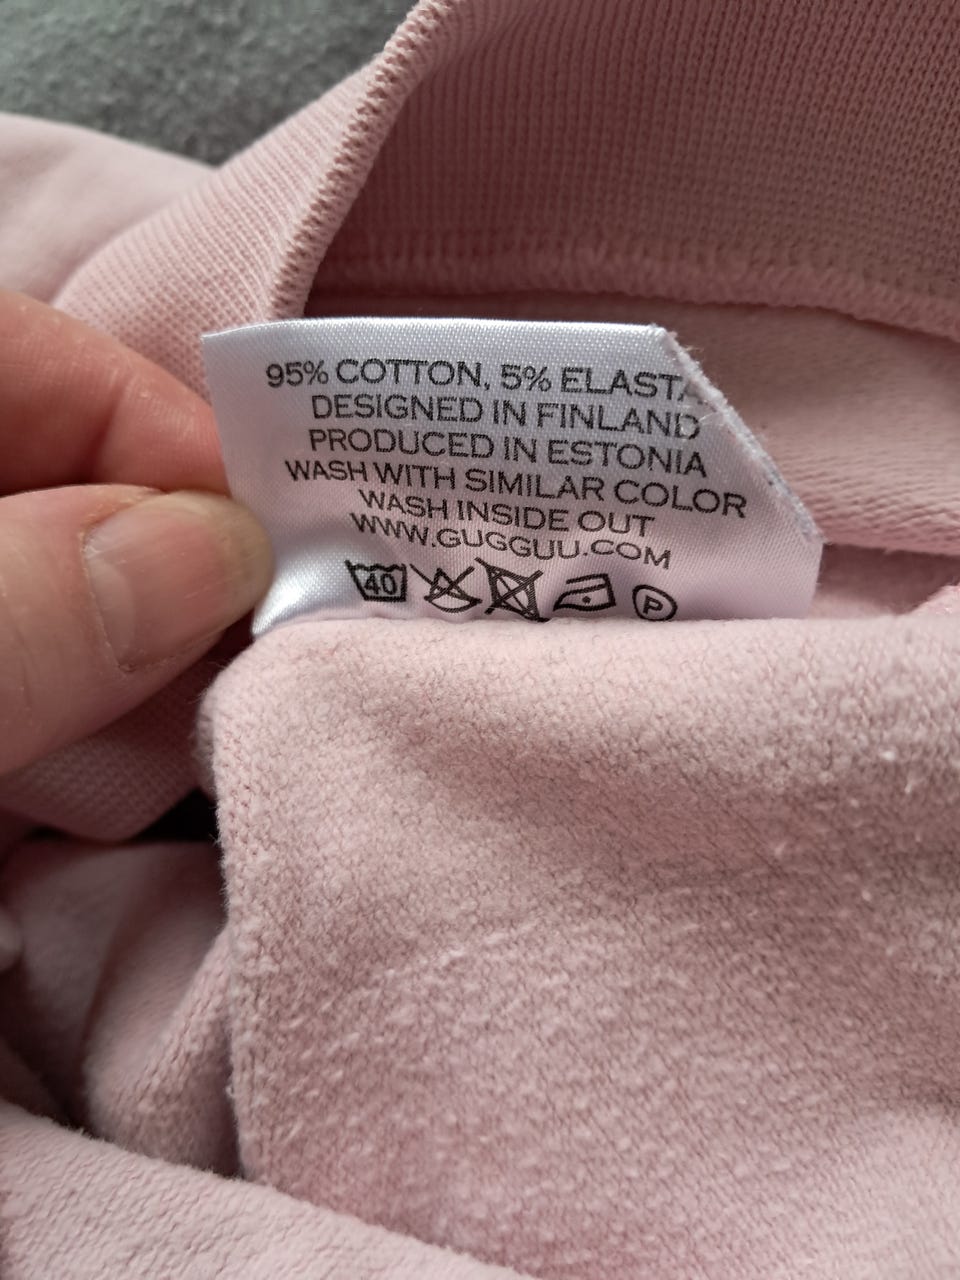 95% COTTON, 5% ELASTA
DESIGNED IN FINLAND
PRODUCED IN ESTONIA
WASH WITH SIMILAR COLOR
WASH INSIDE OUT
WWW.GUGGUU.COM
40 P